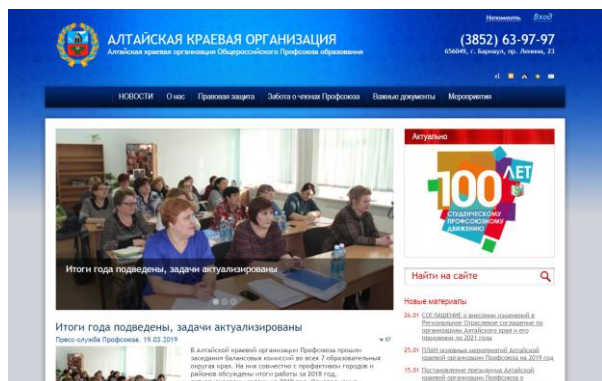 Напомнить Вход
АЛТАЙСКАЯ КРАЕВАЯ ОРГАНИЗАЦИЯ
Алтайская краевая организация Общероссийского Профсоюза образования
(3852) 63-97-97
656049, г. Барнаул, пр. Ленина, 23
НОВОСТИ О нас Правовая защита Забота о членах Профсоюза Важные документы Мероприятия
Актуально
100 ЛЕТ
СТУДЕНЧЕСКОМУ
ПРОФСОЮЗНОМУ
ДВИЖЕНИЮ
Итоги года подведены, задачи актуализированы
Найти на сайте
Новые материалы
26.01 СОГЛАШЕНИЕ о внесении изменений в
Региональное Отраслевое соглашение по
организациям Алтайского края и его
продлении до 2021 года
25.01 ПЛАН основных мероприятий Алтайской
краевой организации Профсоюза на 2019 год
15.01 Постановление президиума Алтайской
краевой организации Профсоюза о
Итоги года подведены, задачи актуализированы
Пресс-служба Профсоюза, 19.03.2019
67
В Алтайской краевой организации Профсоюза прошли
заседания балансовых комиссий во всех 7 образовательных
округах края. На них совместно с профактивом городов и
районов обсуждены итоги работы за 2018 год,